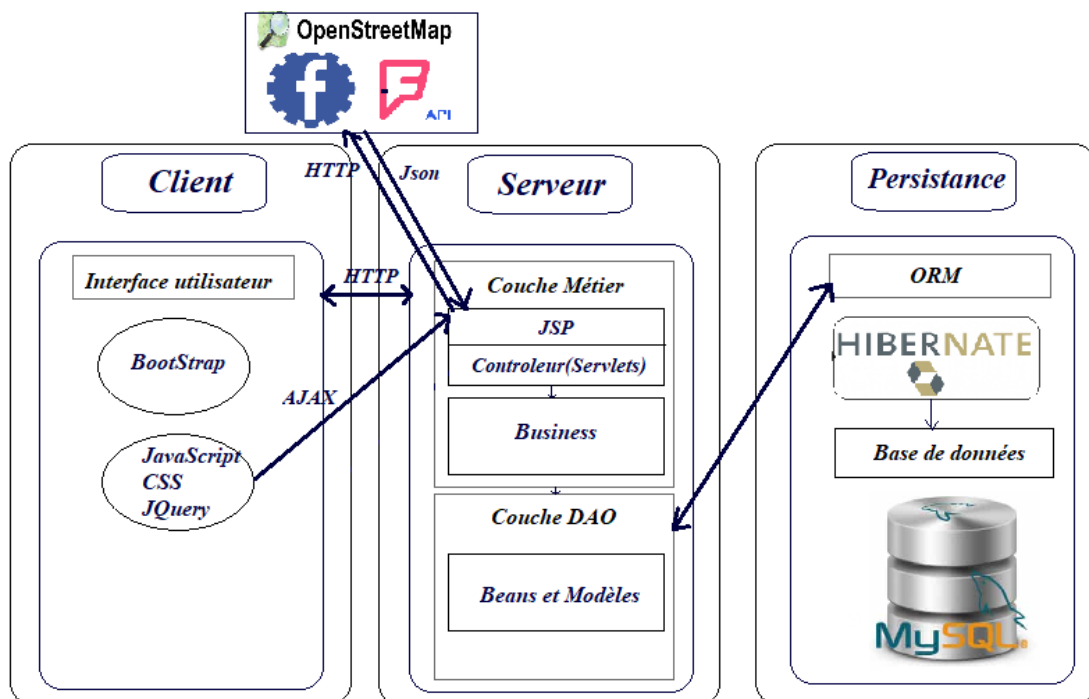 OpenStreetMap
f
API
HTTP
Json
Client
Interface utilisateur
BootStrap
JavaScript
CSS
JQuery
HTTP
AJAX
Serveur
Couche Métier
JSP
Controleur(Servlets)
Business
Couche DAO
Beans et Modèles
Persistance
ORM
HIBERNATE
Base de données
MySQL